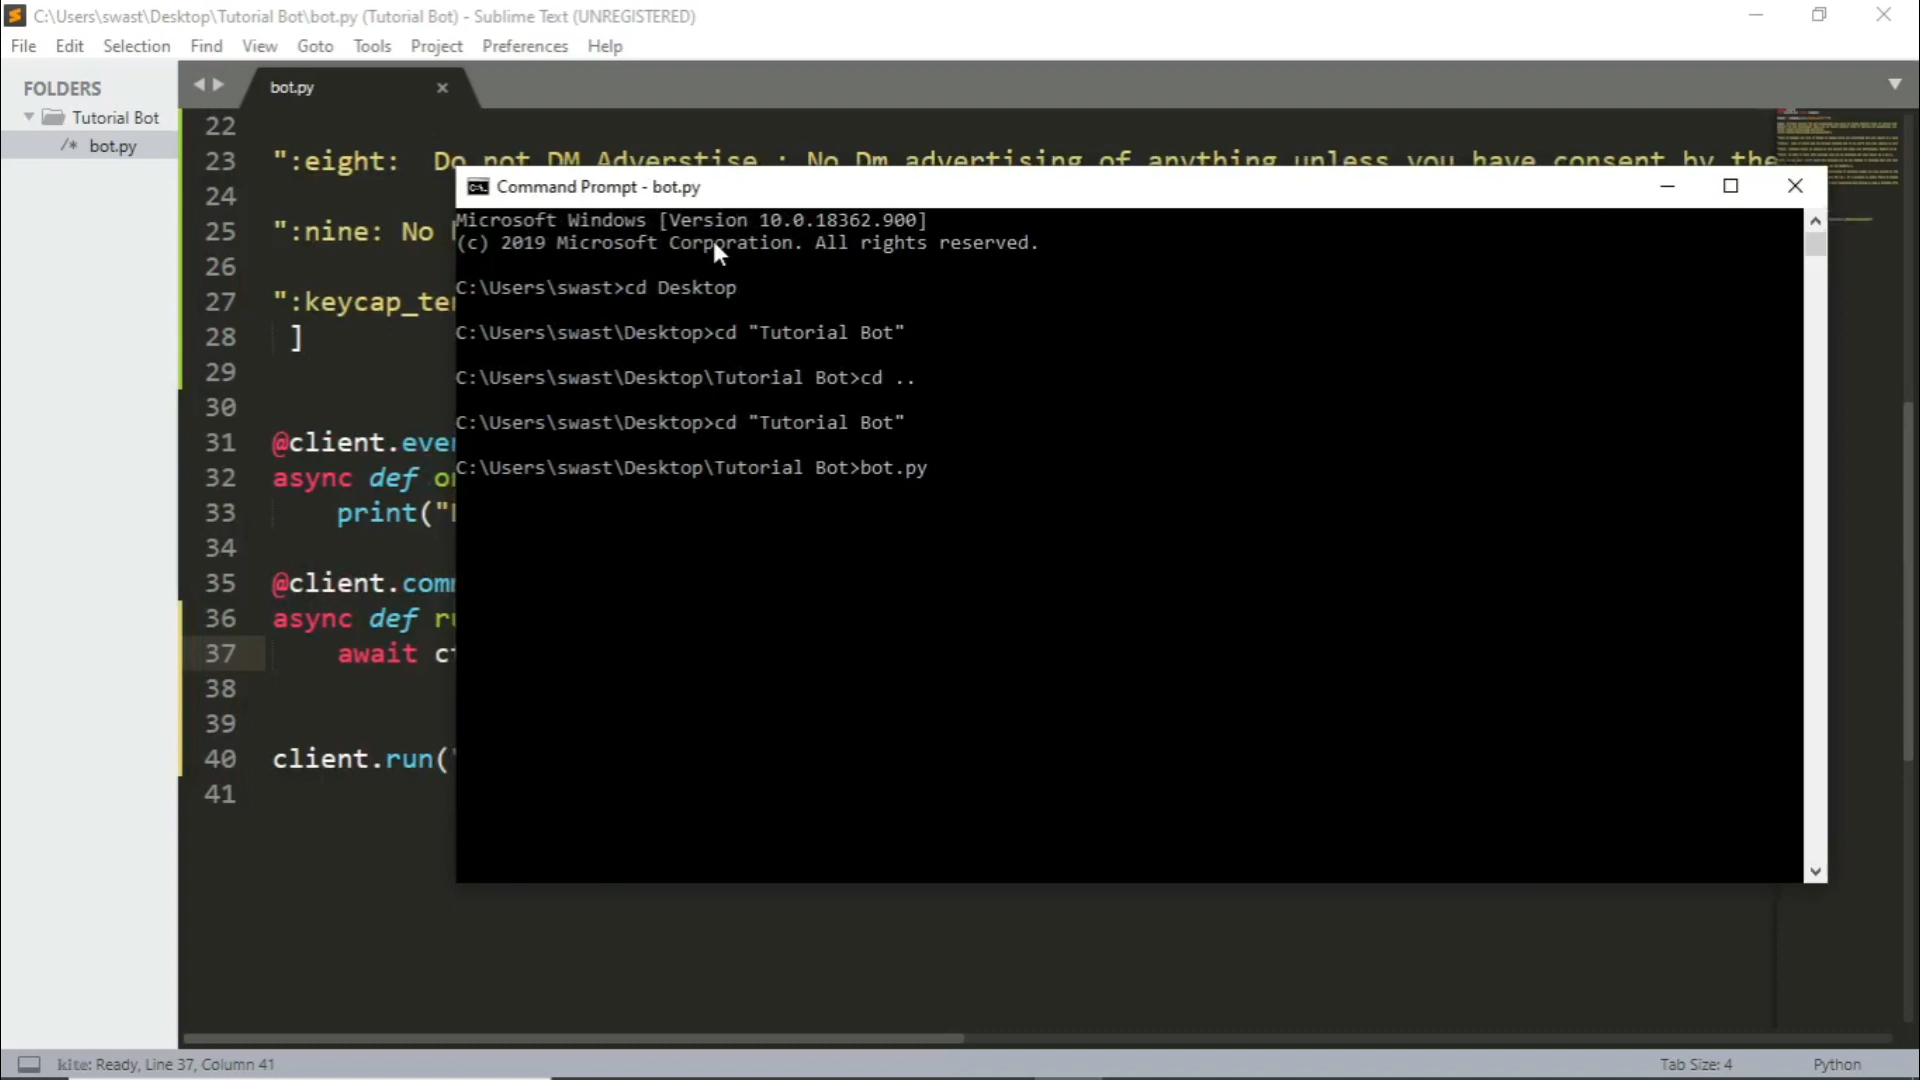 C:\Users\swast\Desktop\Tutorial Bot\bot.py (Tutorial Bot) - Sublime Text (UNREGISTERED)
File Edit Selection Find View Goto Tools Project Preferences Help
FOLDERS
Tutorial Bot
/* bot.py
bot.py
22
23 ":eight: Do not DM Adverstise : No Dm advertising of anything unless you have consent by the
24
25 ":nine: No
26
27 ":keycap_te
28 ]
29
30
31 @client.eve
32 async def o
33 print("
34
35 @client.com
36 async def r
37 await c
38
39
40 client.run(
41
Command Prompt - bot.py
Microsoft Windows [Version 10.0.18362.900]
(c) 2019 Microsoft Corporation. All rights reserved.
C:\Users\swast>cd Desktop
C:\Users\swast\Desktop>cd "Tutorial Bot"
C:\Users\swast\Desktop\Tutorial Bot>cd ..
C:\Users\swast\Desktop>cd "Tutorial Bot"
C:\Users\swast\Desktop\Tutorial Bot>bot.py
kite: Ready, Line 37, Column 41
Tab Size: 4
Python